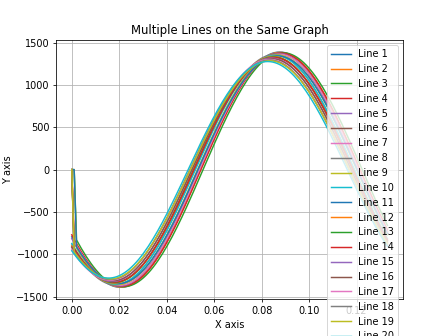 Multiple Lines on the Same Graph
1500
1000
500
0
−500
−1000
−1500
Y axis
0.00
0.02
0.04
0.06
0.08
0.10
X axis
Line 1
Line 2
Line 3
Line 4
Line 5
Line 6
Line 7
Line 8
Line 9
Line 10
Line 11
Line 12
Line 13
Line 14
Line 15
Line 16
Line 17
Line 18
Line 19
Line 20